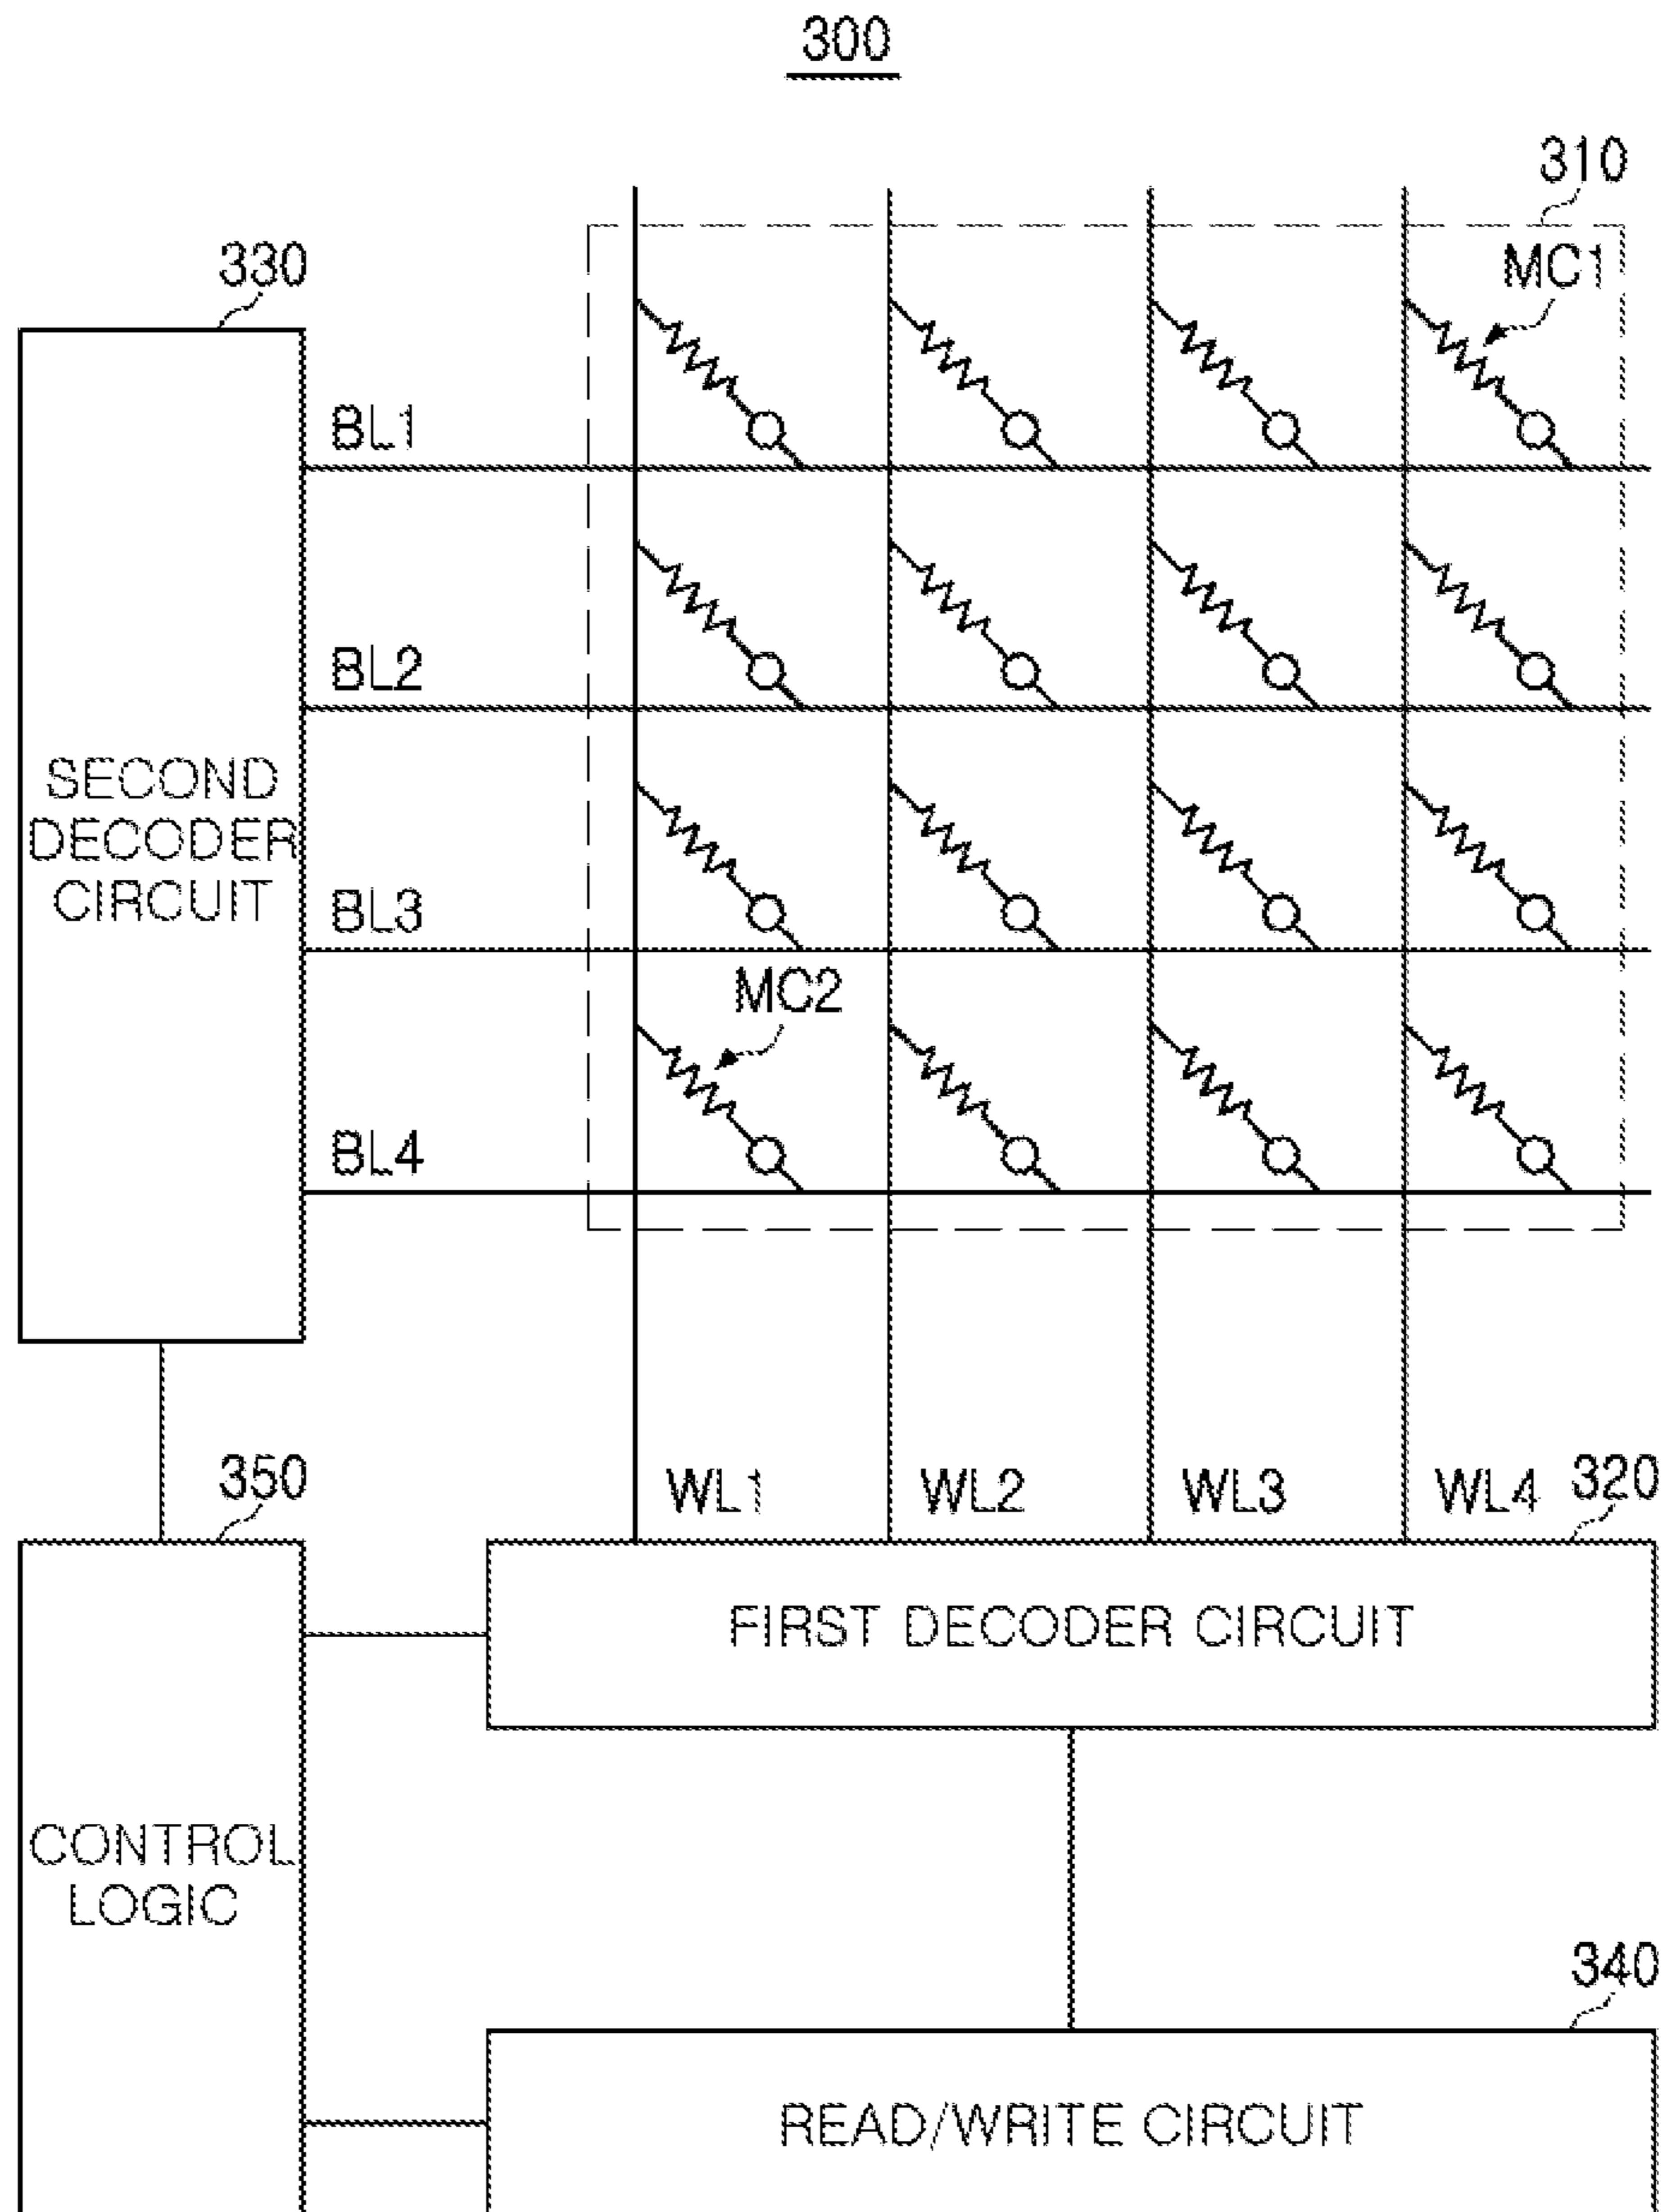 300
310
MC1
330
BL1
BL2
SECOND
DECODER
CIRCUIT
BL3
MC2
BL4
350
WL1 WL2 WL3 WL4 320
FIRST DECODER CIRCUIT
CONTROL
LOGIC
340
READ/WRITE CIRCUIT